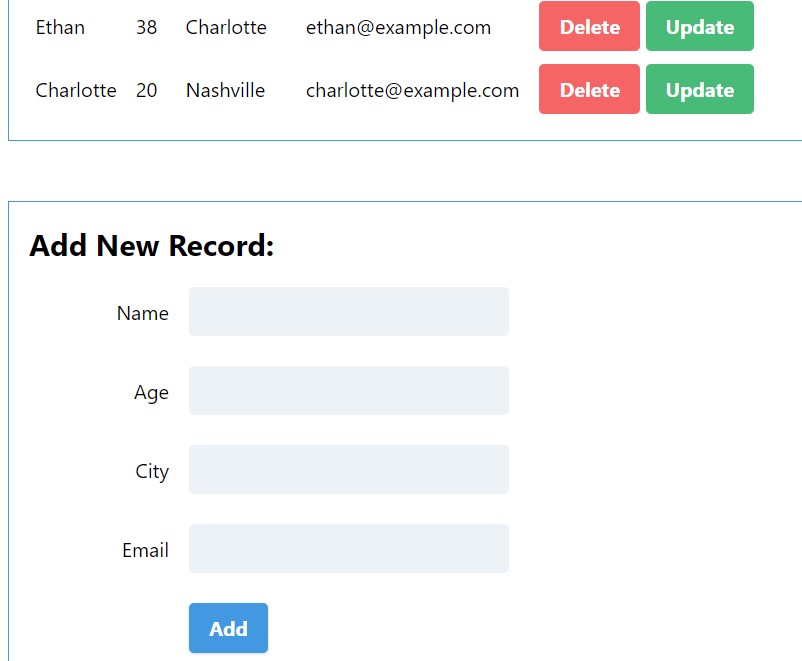 Ethan 38 Charlotte ethan@example.com Delete Update
Charlotte 20 Nashville charlotte@example.com Delete Update
Add New Record:
Name
Age
City
Email
Add